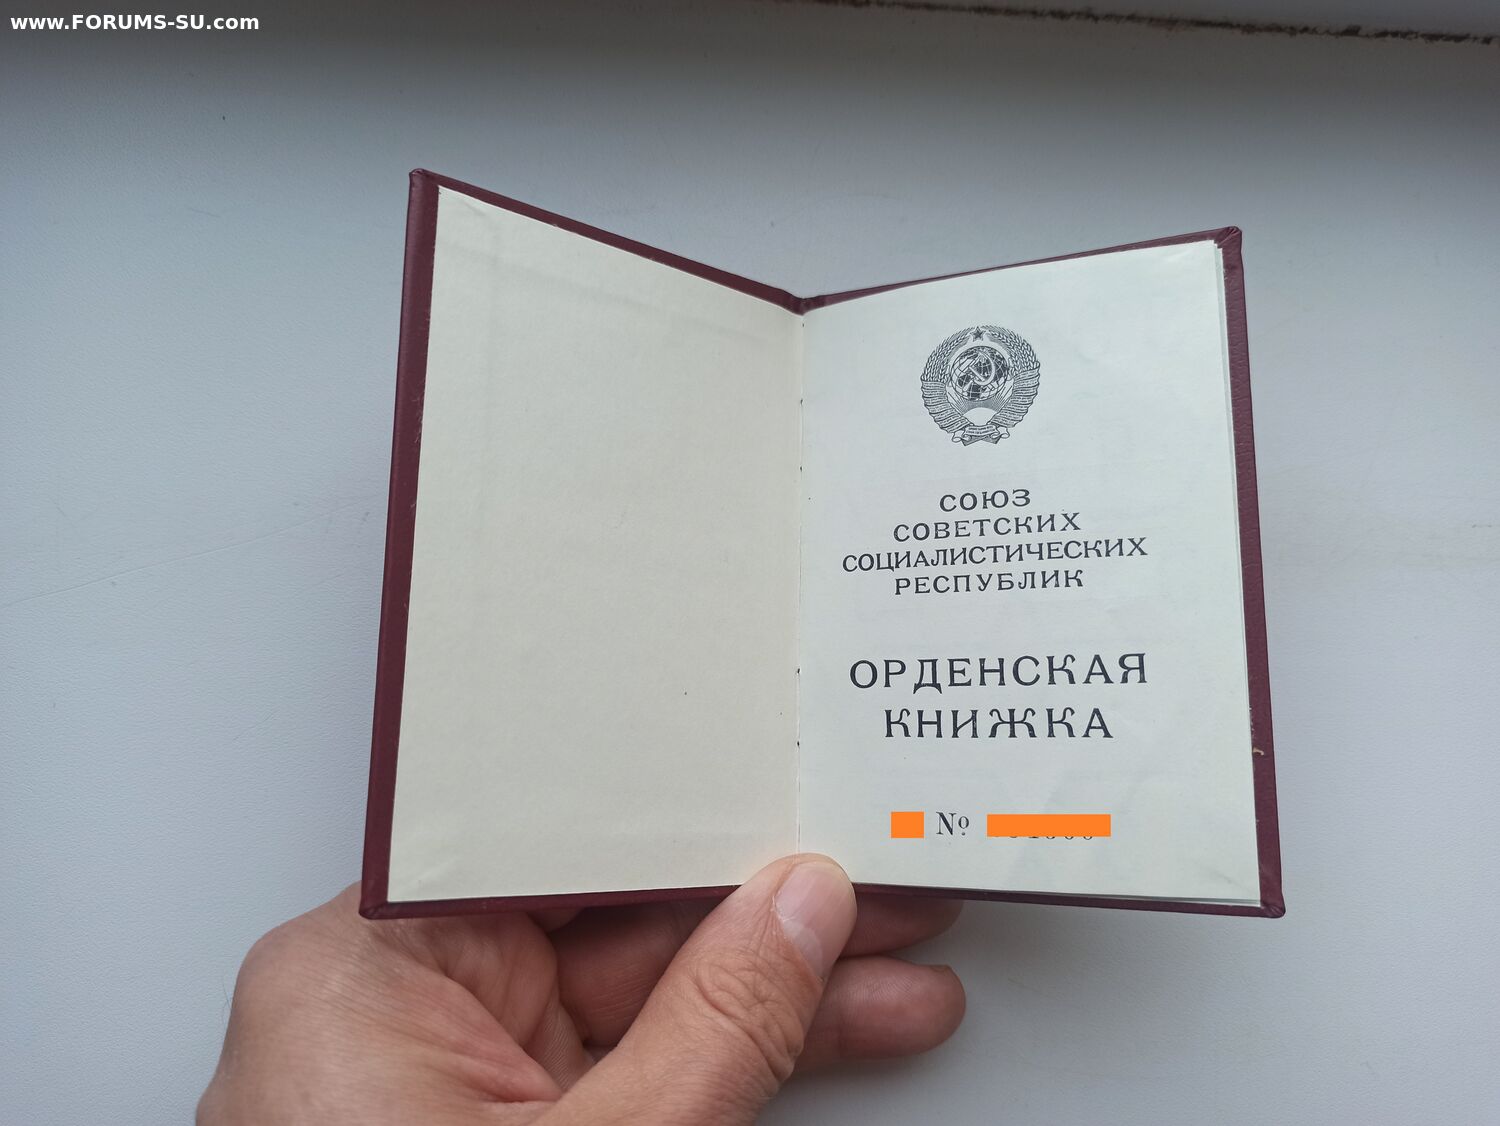 www.FORUMS-SU.com
СОЮЗ
СОВЕТСКИХ
СОЦИАЛИСТИЧЕСКИХ
РЕСПУБЛИК
ОРДЕНСКАЯ
КНИЖКА
№